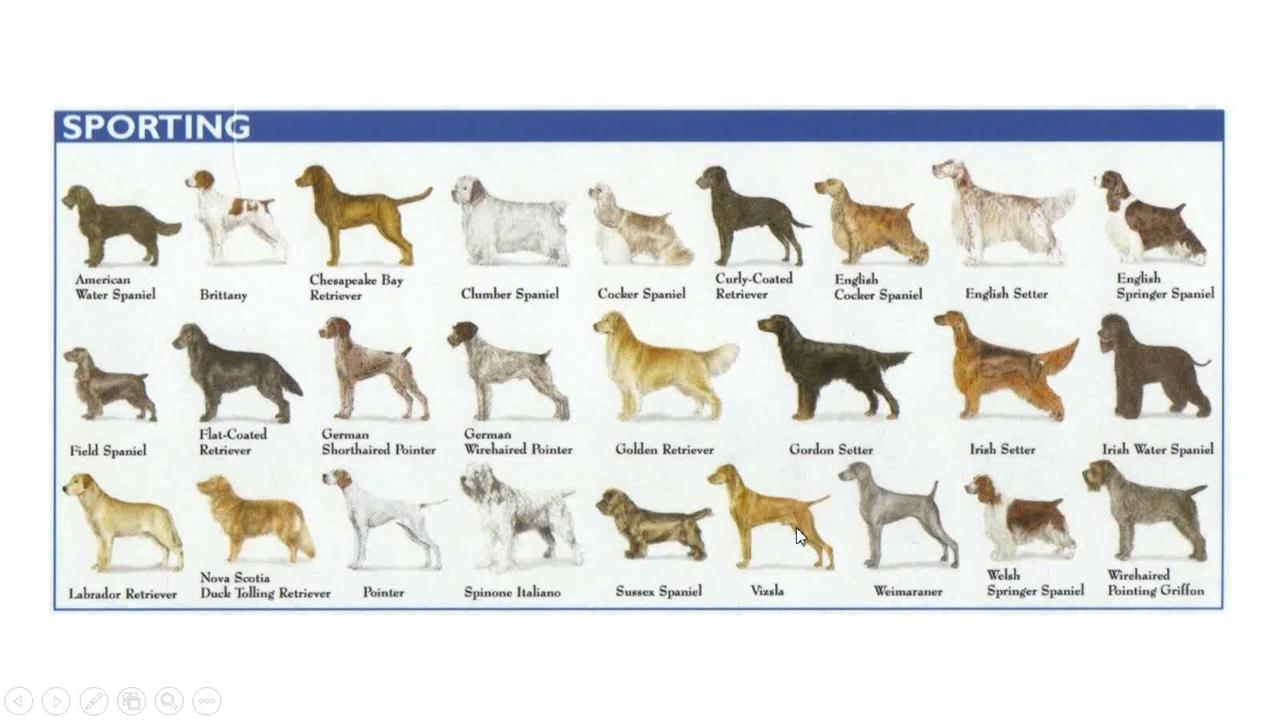 SPORTING
American
Water Spaniel
Brittany
Chesapeake Bay
Retriever
Clumber Spaniel
Cocker Spaniel
Curly-Coated
Retriever
English
Cocker Spaniel
English Setter
English
Springer Spaniel
Field Spaniel
Flat-Coated
Retriever
German
Shorthaired Pointer
German
Wirehaired Pointer
Golden Retriever
Gordon Setter
Irish Setter
Irish Water Spaniel
Labrador Retriever
Nova Scotia
Duck Tolling Retriever
Pointer
Spinone Italiano
Sussex Spaniel
Vizsla
Weimaraner
Welsh
Springer Spaniel
Wirehaired
Pointing Griffon